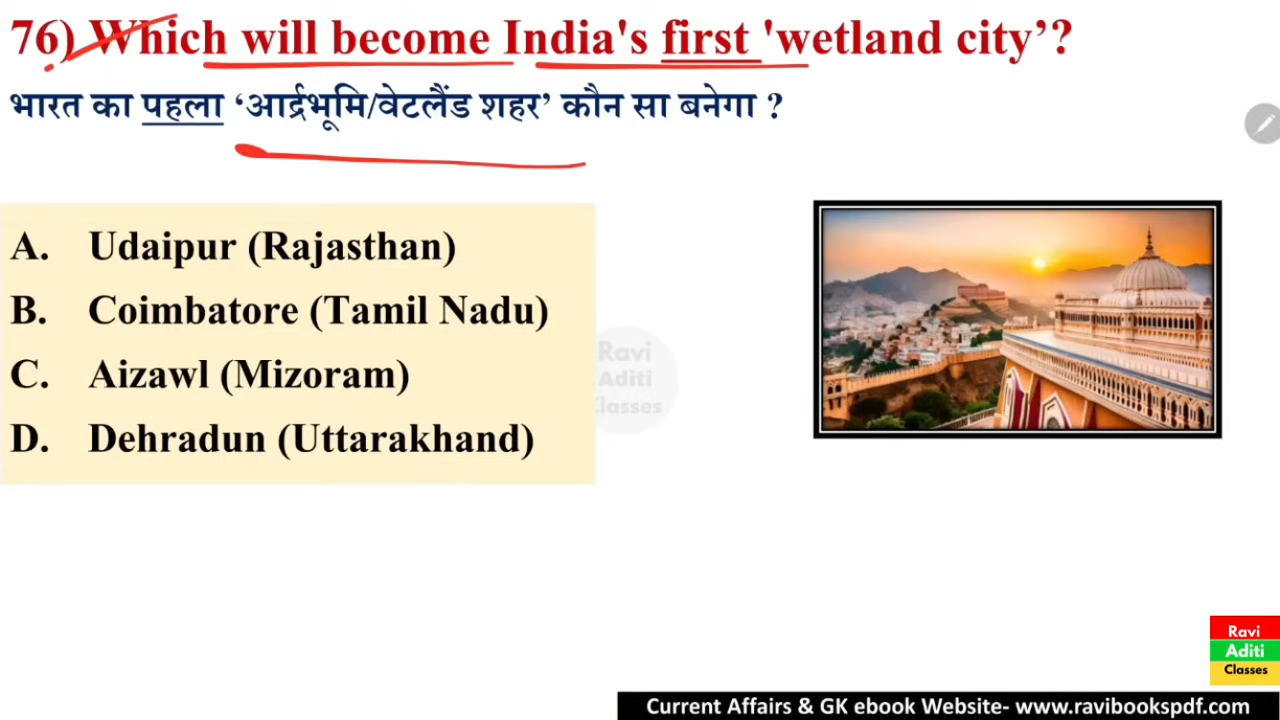 76) Which will become India's first 'wetland city’?
भारत का पहला ‘आर्द्रभूमि/वेटलैंड शहर’ कौन सा बनेगा ?
A. Udaipur (Rajasthan)
B. Coimbatore (Tamil Nadu)
C. Aizawl (Mizoram)
D. Dehradun (Uttarakhand)
Ravi
Aditi
Classes
Ravi
Aditi
Classes
Current Affairs & GK ebook Website- www.ravibookspdf.com